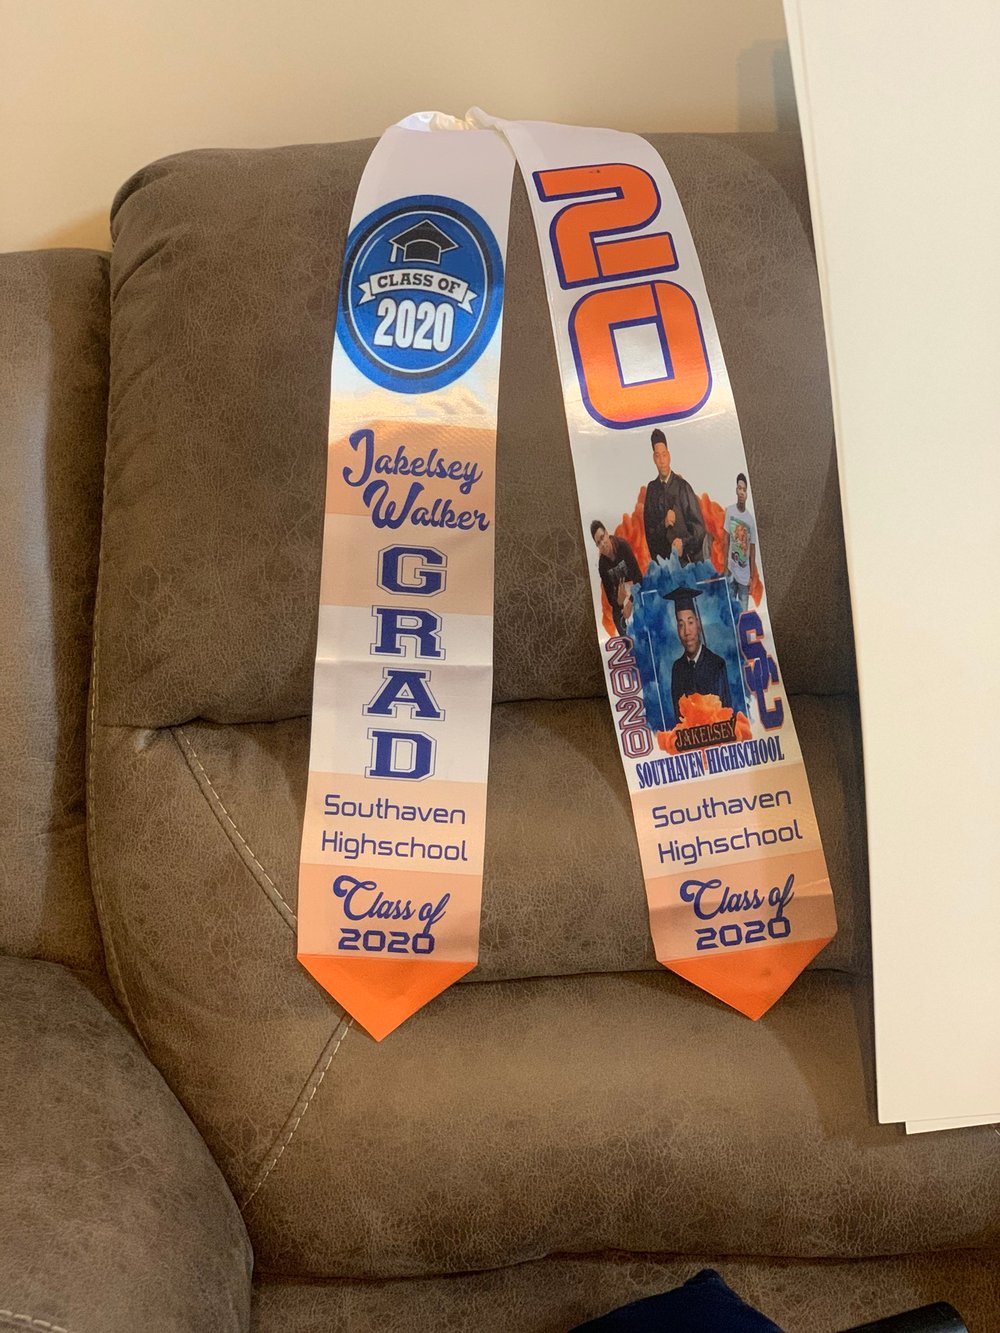 CLASS OF
2020
Jakelsey
Walker
GRAD
Southaven
Highschool
Class of
2020
20
2020
SC
JAKELSEY
SOUTHAVEN HIGHSCHOOL
Southaven
Highschool
Class of
2020